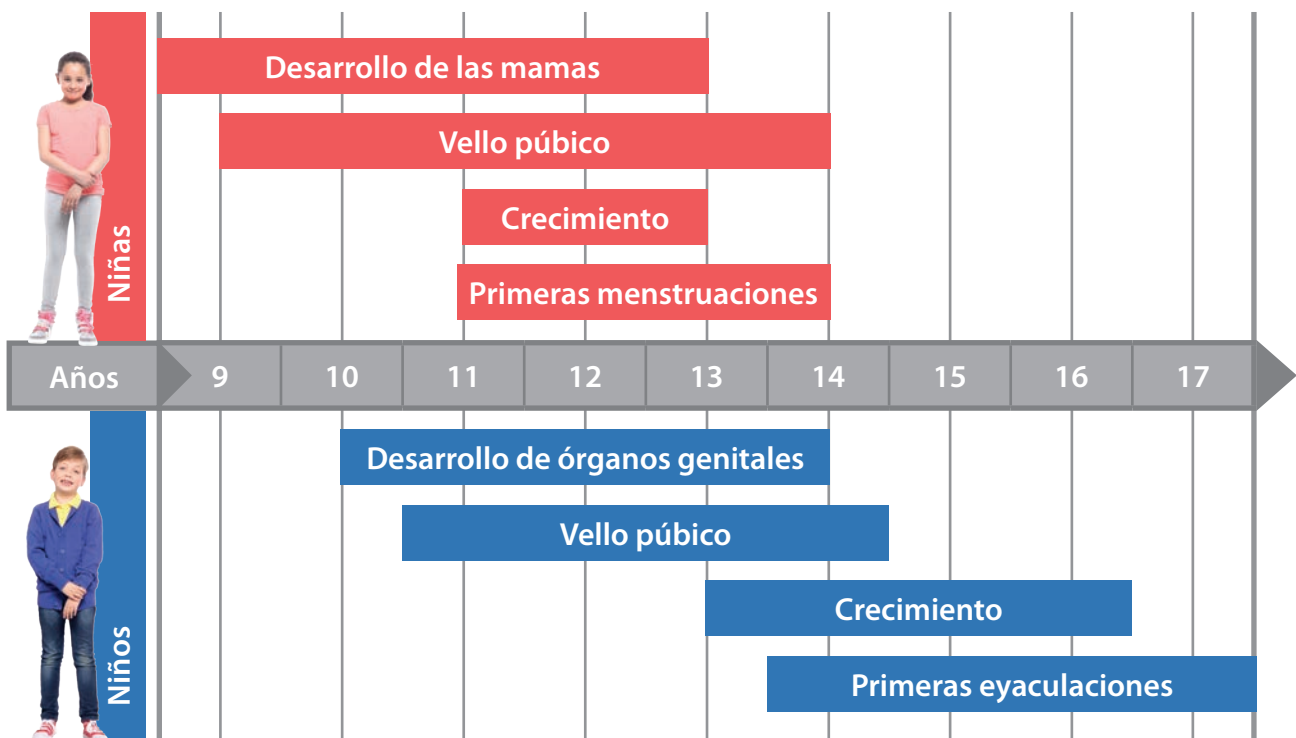 Niñas
Desarrollo de las mamas
Vello púbico
Crecimiento
Primeras menstruaciones
Años 9 10 11 12 13 14 15 16 17
Niños
Desarrollo de órganos genitales
Vello púbico
Crecimiento
Primeras eyaculaciones